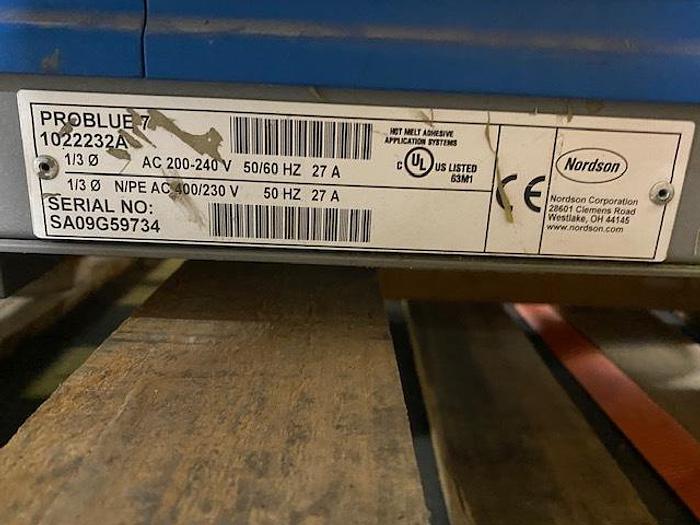 PROBLUE 7
1022232A
1/3 Ø AC 200-240 V 50/60 HZ 27 A
1/3 Ø N/PE AC 400/230 V 50 HZ 27 A
SERIAL NO:
SA09G59734
HOT MELT ADHESIVE
APPLICATION SYSTEMS
C UL US LISTED
63M1
CE
Nordson
Nordson Corporation
28601 Clemens Road
Westlake, OH 44145
www.nordson.com